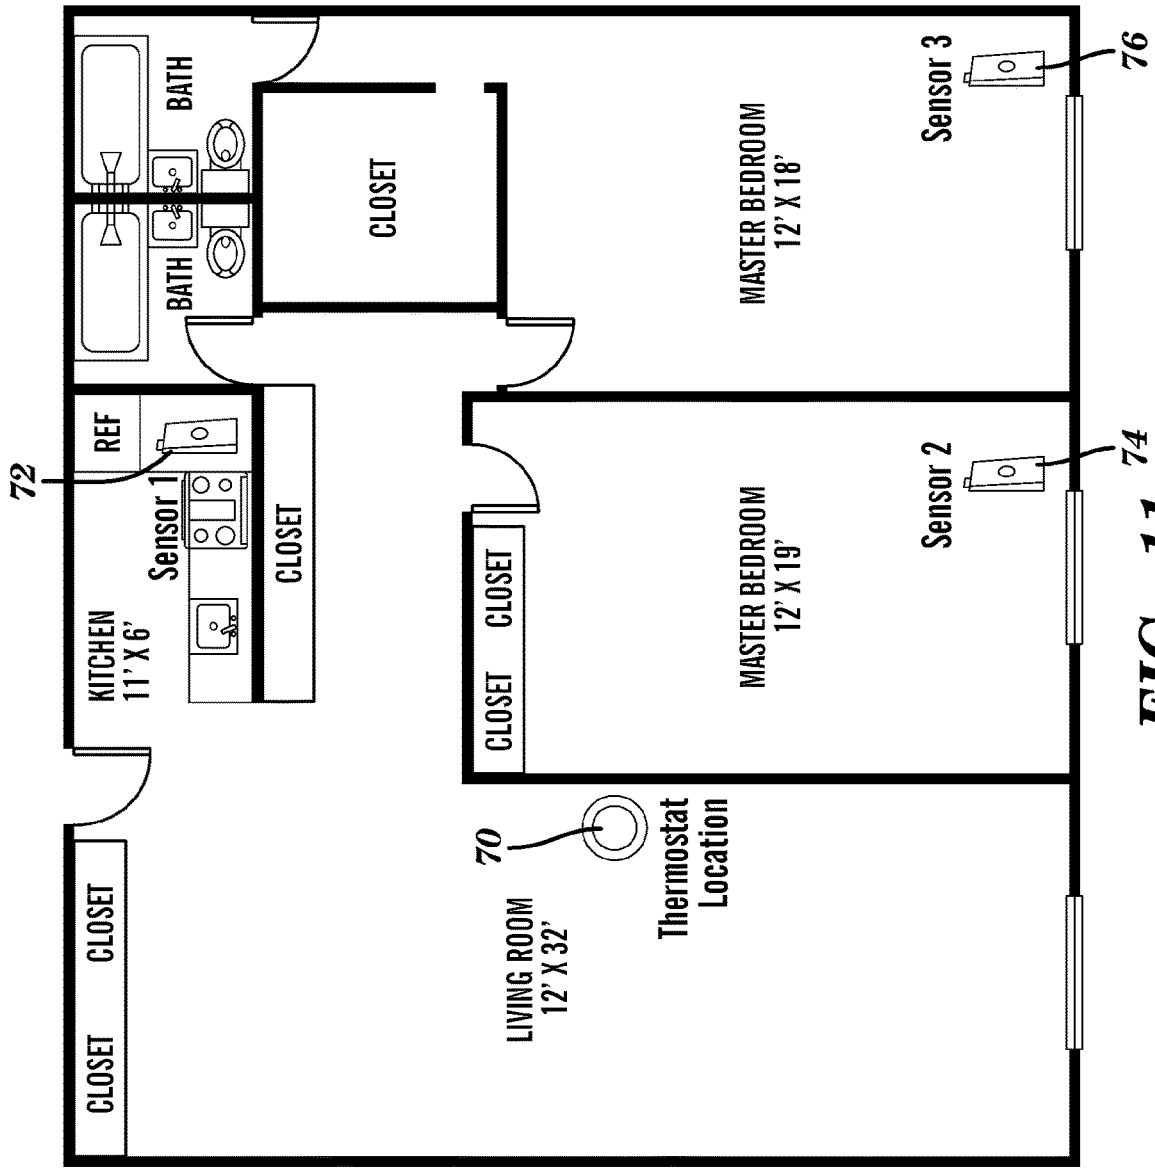 72
CLOSET
CLOSET
KITCHEN
11' X 6'
REF
Sensor 1
BATH
BATH
CLOSET
CLOSET
70
CLOSET
CLOSET
LIVING ROOM
12' X 32'
Thermostat
Location
MASTER BEDROOM
12' X 19'
MASTER BEDROOM
12' X 18'
Sensor 2
Sensor 3
74
76